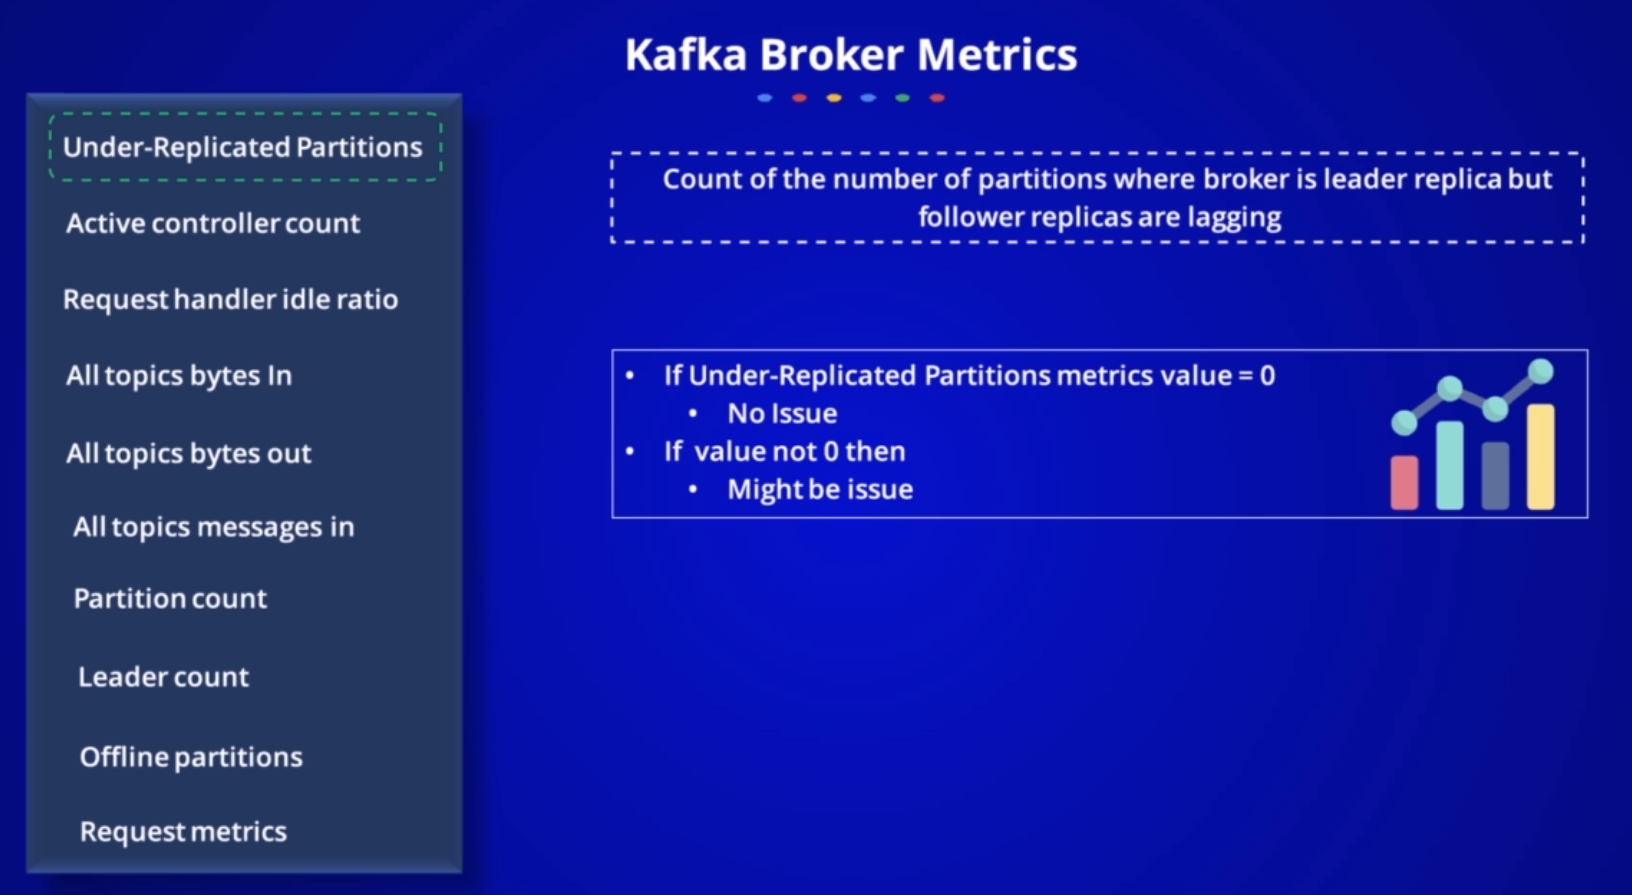 Kafka Broker Metrics
Under-Replicated Partitions
Active controller count
Request handler idle ratio
All topics bytes In
All topics bytes out
All topics messages in
Partition count
Leader count
Offline partitions
Request metrics
Count of the number of partitions where broker is leader replica but
follower replicas are lagging
• If Under-Replicated Partitions metrics value = 0
• No Issue
• If value not 0 then
• Might be issue